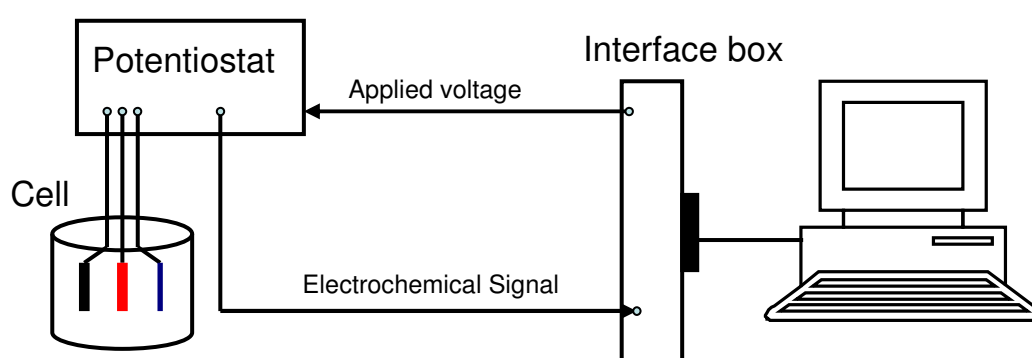 Potentiostat
Interface box
Applied voltage
Cell
Electrochemical Signal